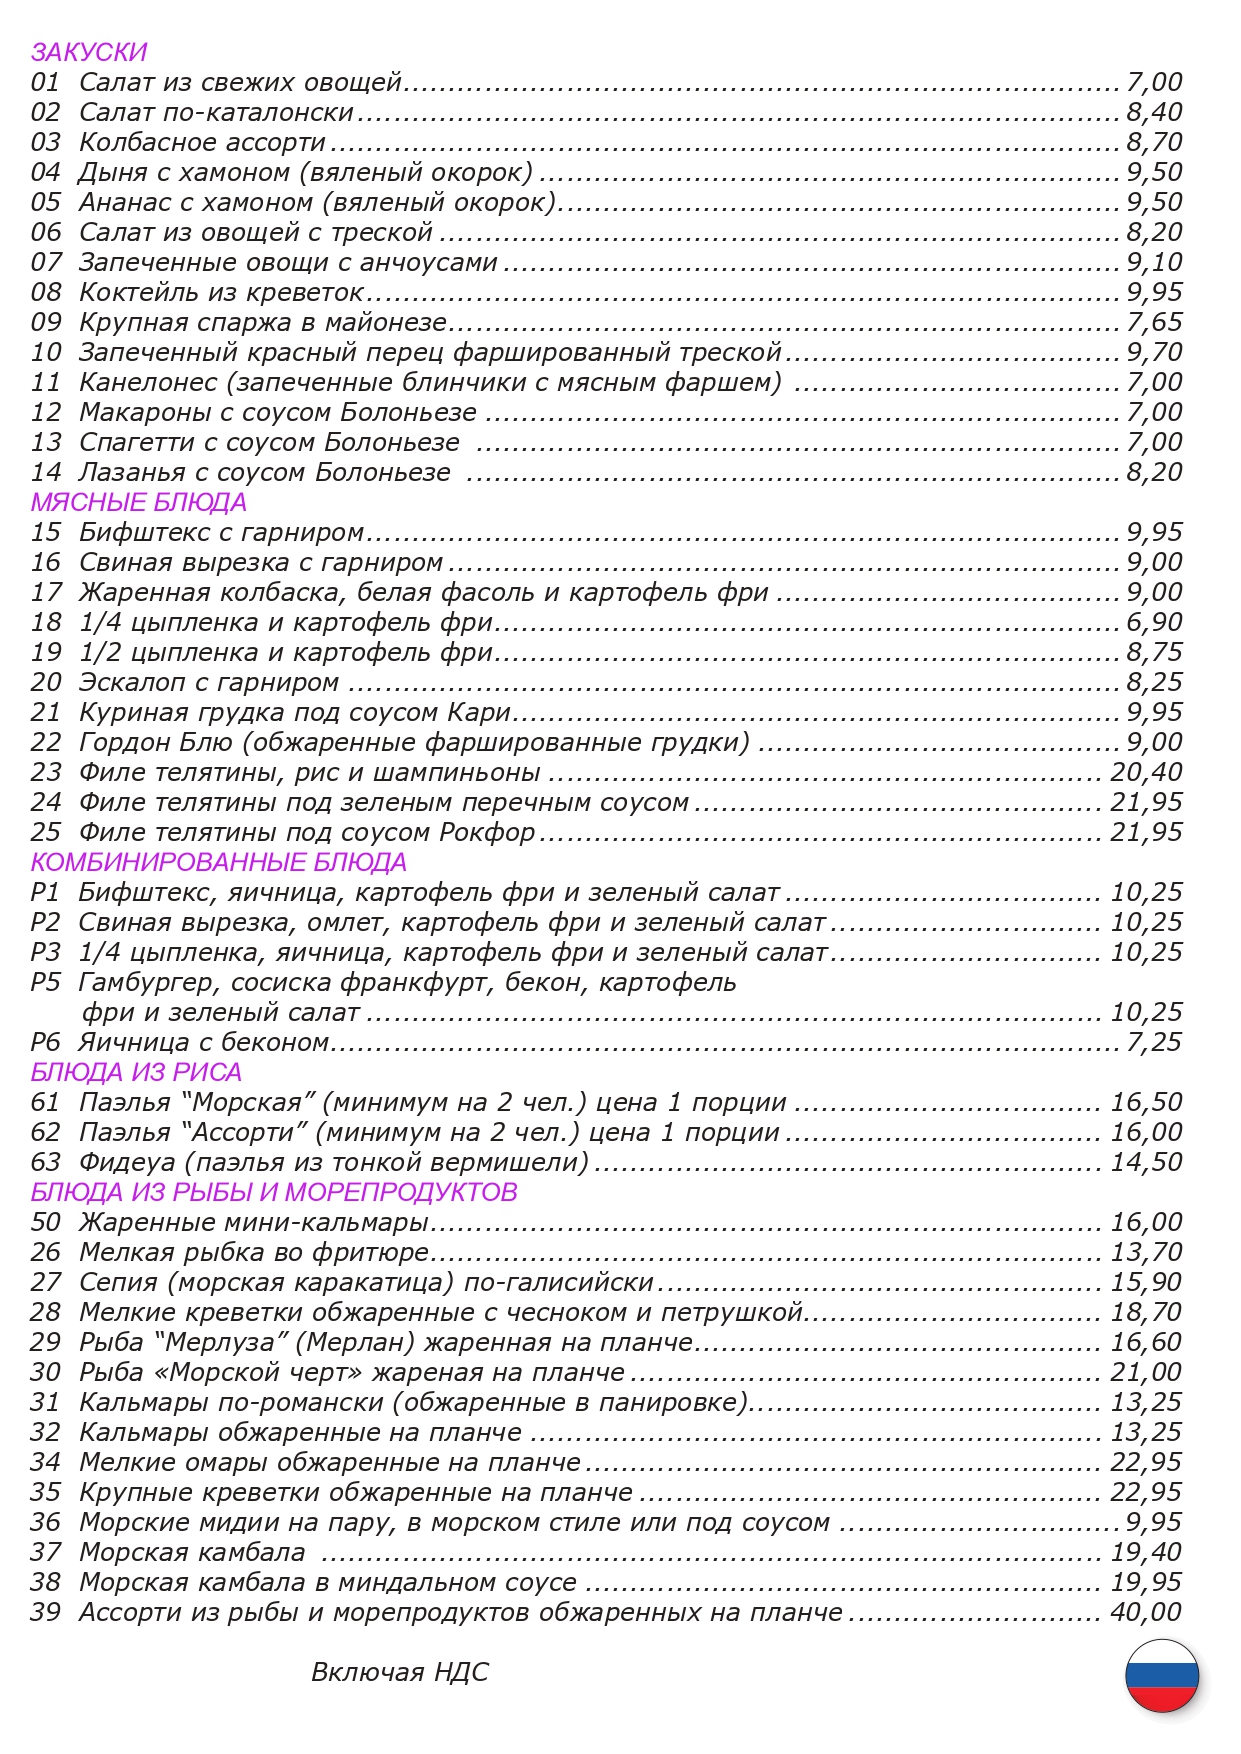 ЗАКУСКИ
01 Салат из свежих овощей................................................................................ 7,00
02 Салат по-каталонски..................................................................................... 8,40
03 Колбасное ассорти........................................................................................ 8,70
04 Дыня с хамоном (вяленый окорок)................................................................. 9,50
05 Ананас с хамоном (вяленый окорок)............................................................... 9,50
06 Салат из овощей с треской............................................................................ 8,20
07 Запеченные овощи с анчоусами..................................................................... 9,10
08 Коктейль из креветок.................................................................................... 9,95
09 Крупная спаржа в майонезе........................................................................... 7,65
10 Запеченный красный перец фаршированный треской..................................... 9,70
11 Канелонес (запеченные блинчики с мясным фаршем) .................................... 7,00
12 Макароны с соусом Болоньезе ....................................................................... 7,00
13 Спагетти с соусом Болоньезе ........................................................................ 7,00
14 Лазанья с соусом Болоньезе ......................................................................... 8,20
МЯСНЫЕ БЛЮДА
15 Бифштекс с гарниром.................................................................................... 9,95
16 Свиная вырезка с гарниром........................................................................... 9,00
17 Жаренная колбаска, белая фасоль и картофель фри ...................................... 9,00
18 1/4 цыпленка и картофель фри...................................................................... 6,90
19 1/2 цыпленка и картофель фри...................................................................... 8,75
20 Эскалоп с гарниром ...................................................................................... 8,25
21 Куриная грудка под соусом Кари.................................................................... 9,95
22 Гордон Блю (обжаренные фаршированные грудки) ........................................ 9,00
23 Филе телятины, рис и шампиньоны .............................................................. 20,40
24 Филе телятины под зеленым перечным соусом.............................................. 21,95
25 Филе телятины под соусом Рокфор............................................................... 21,95
КОМБИНИРОВАННЫЕ БЛЮДА
P1 Бифштекс, яичница, картофель фри и зеленый салат................................... 10,25
P2 Свиная вырезка, омлет, картофель фри и зеленый салат.............................. 10,25
P3 1/4 цыпленка, яичница, картофель фри и зеленый салат.............................. 10,25
P5 Гамбургер, сосиска франкфурт, бекон, картофель
фри и зеленый салат .................................................................................. 10,25
P6 Яичница с беконом........................................................................................ 7,25
БЛЮДА ИЗ РИСА
61 Паэлья “Морская” (минимум на 2 чел.) цена 1 порции .................................. 16,50
62 Паэлья “Ассорти” (минимум на 2 чел.) цена 1 порции................................... 16,00
63 Фидеуа (паэлья из тонкой вермишели)......................................................... 14,50
БЛЮДА ИЗ РЫБЫ И МОРЕПРОДУКТОВ
50 Жаренные мини-кальмары........................................................................... 16,00
26 Мелкая рыбка во фритюре........................................................................... 13,70
27 Сепия (морская каракатица) по-галисийски.................................................. 15,90
28 Мелкие креветки обжаренные с чесноком и петрушкой................................. 18,70
29 Рыба “Мерлуза” (Мерлан) жаренная на планче.............................................. 16,60
30 Рыба «Морской черт» жареная на планче ..................................................... 21,00
31 Кальмары по-романски (обжаренные в панировке)....................................... 13,25
32 Кальмары обжаренные на планче ................................................................ 13,25
34 Мелкие омары обжаренные на планче.......................................................... 22,95
35 Крупные креветки обжаренные на планче .................................................... 22,95
36 Морские мидии на пару, в морском стиле или под соусом ............................... 9,95
37 Морская камбала ........................................................................................ 19,40
38 Морская камбала в миндальном соусе .......................................................... 19,95
39 Ассорти из рыбы и морепродуктов обжаренных на планче............................. 40,00
Включая НДС